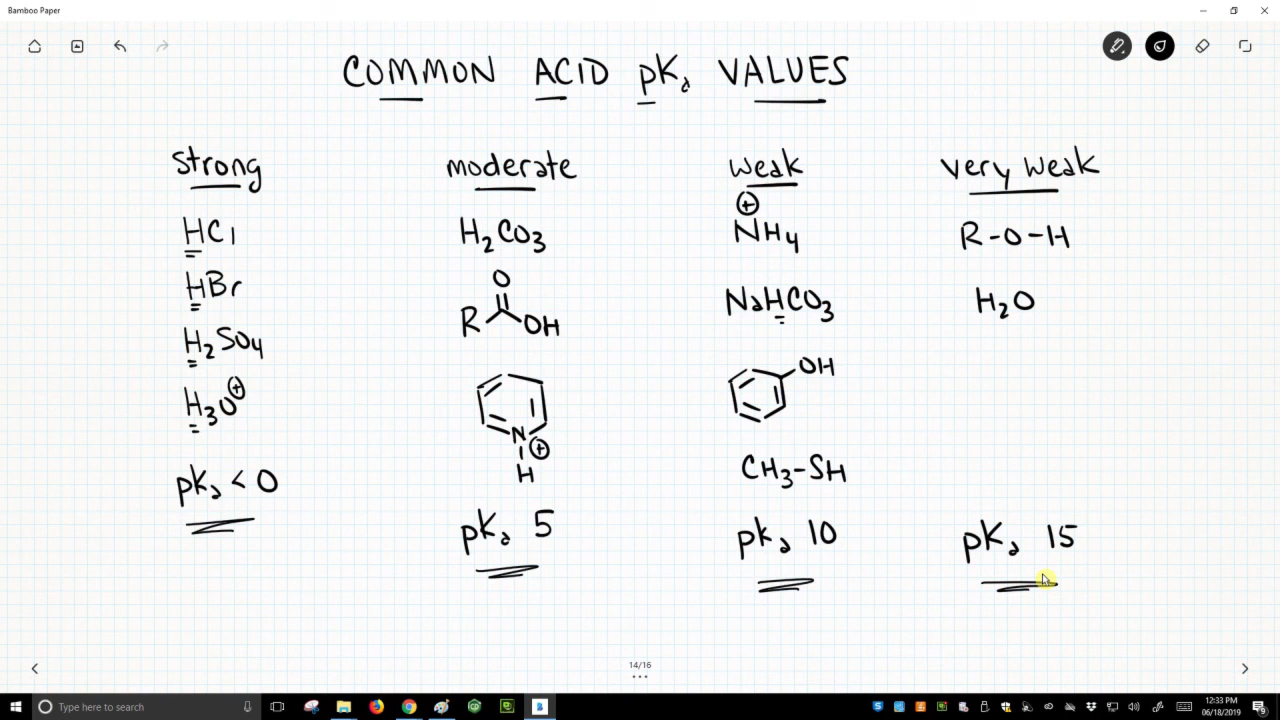 Bamboo Paper
COMMON ACID pKa VALUES
strong
HCl
HBr
H2SO4
H3O⊕
pKa < 0
moderate
H2CO3
O
R OH
N⊕
H
pKa 5
weak
⊕
NH4
NaHCO3
OH
CH3-SH
pKa 10
very weak
R-O-H
H2O
pKa 15
14/16
Type here to search
12:33 PM
06/18/2019